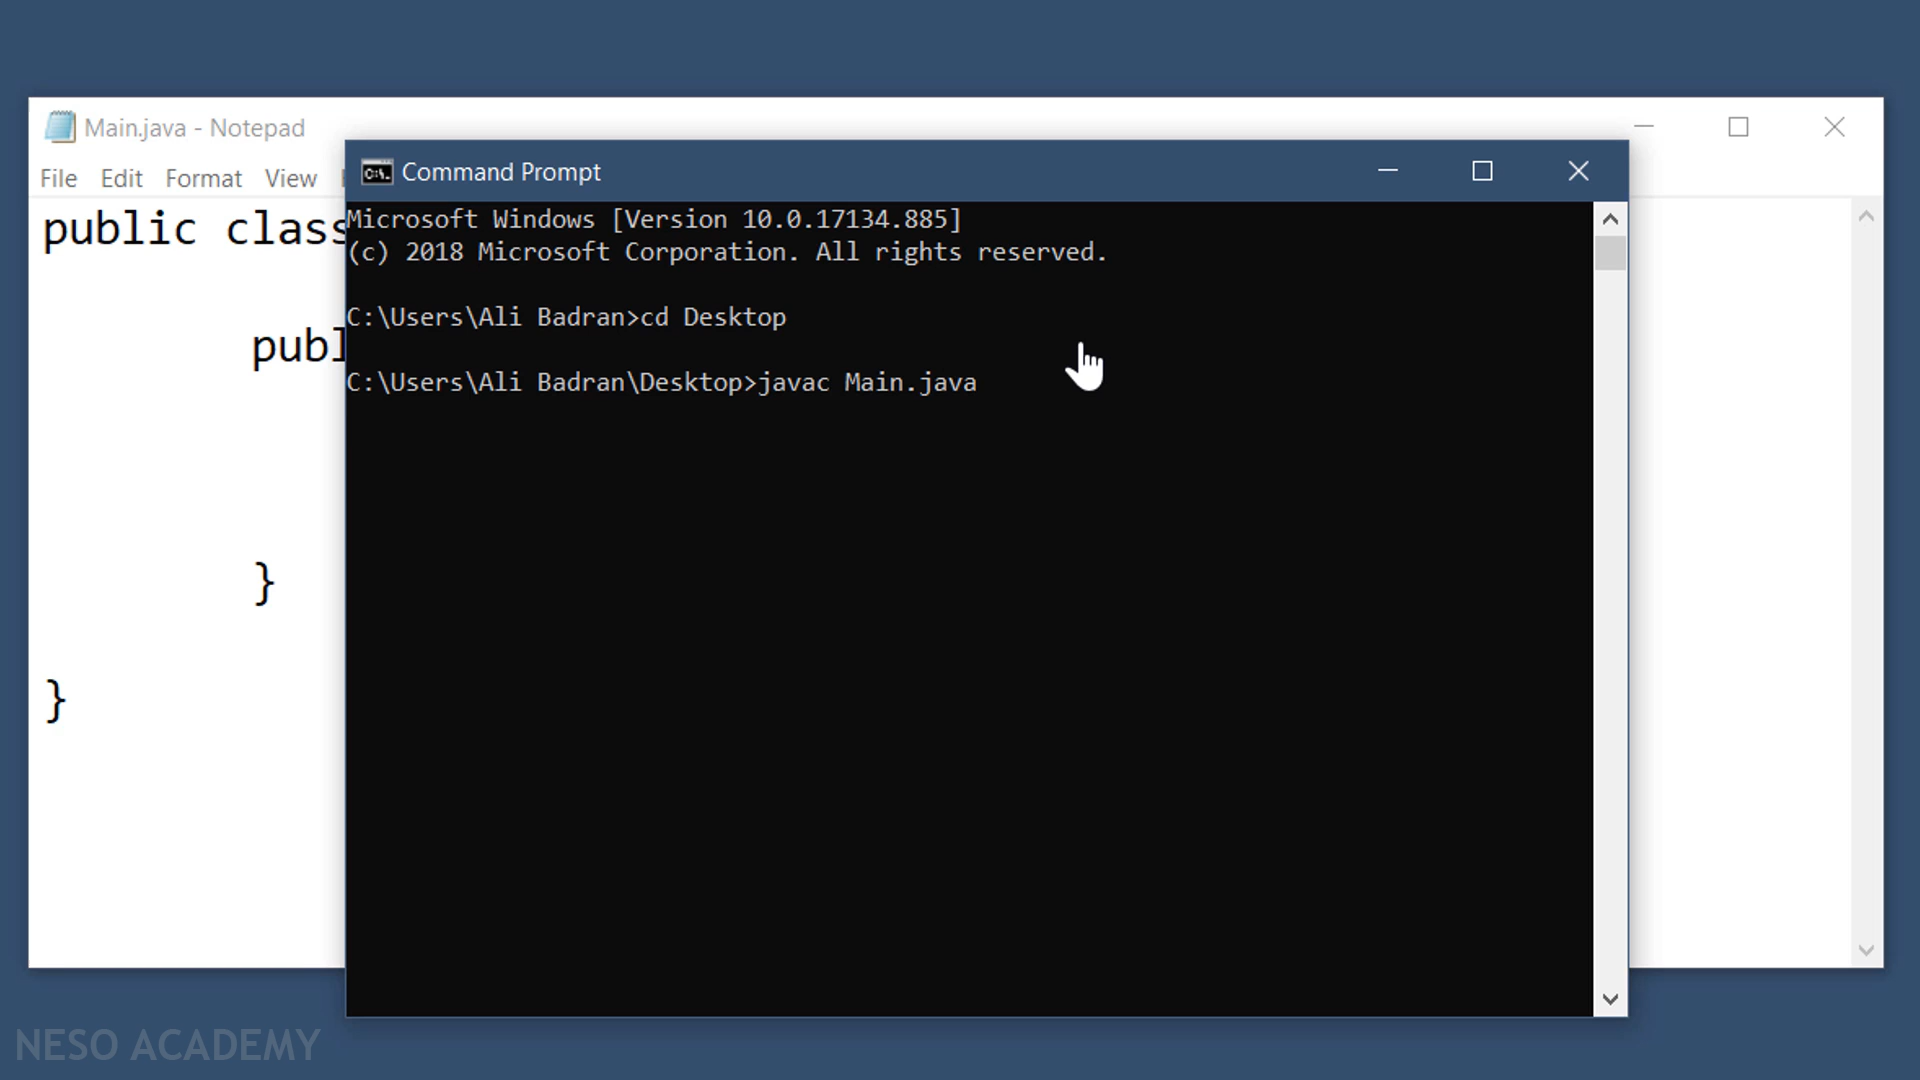 Main.java - Notepad
File Edit Format View
public class
publ
}
}
Command Prompt
Microsoft Windows [Version 10.0.17134.885]
(c) 2018 Microsoft Corporation. All rights reserved.
C:\Users\Ali Badran>cd Desktop
C:\Users\Ali Badran\Desktop>javac Main.java
NESO ACADEMY